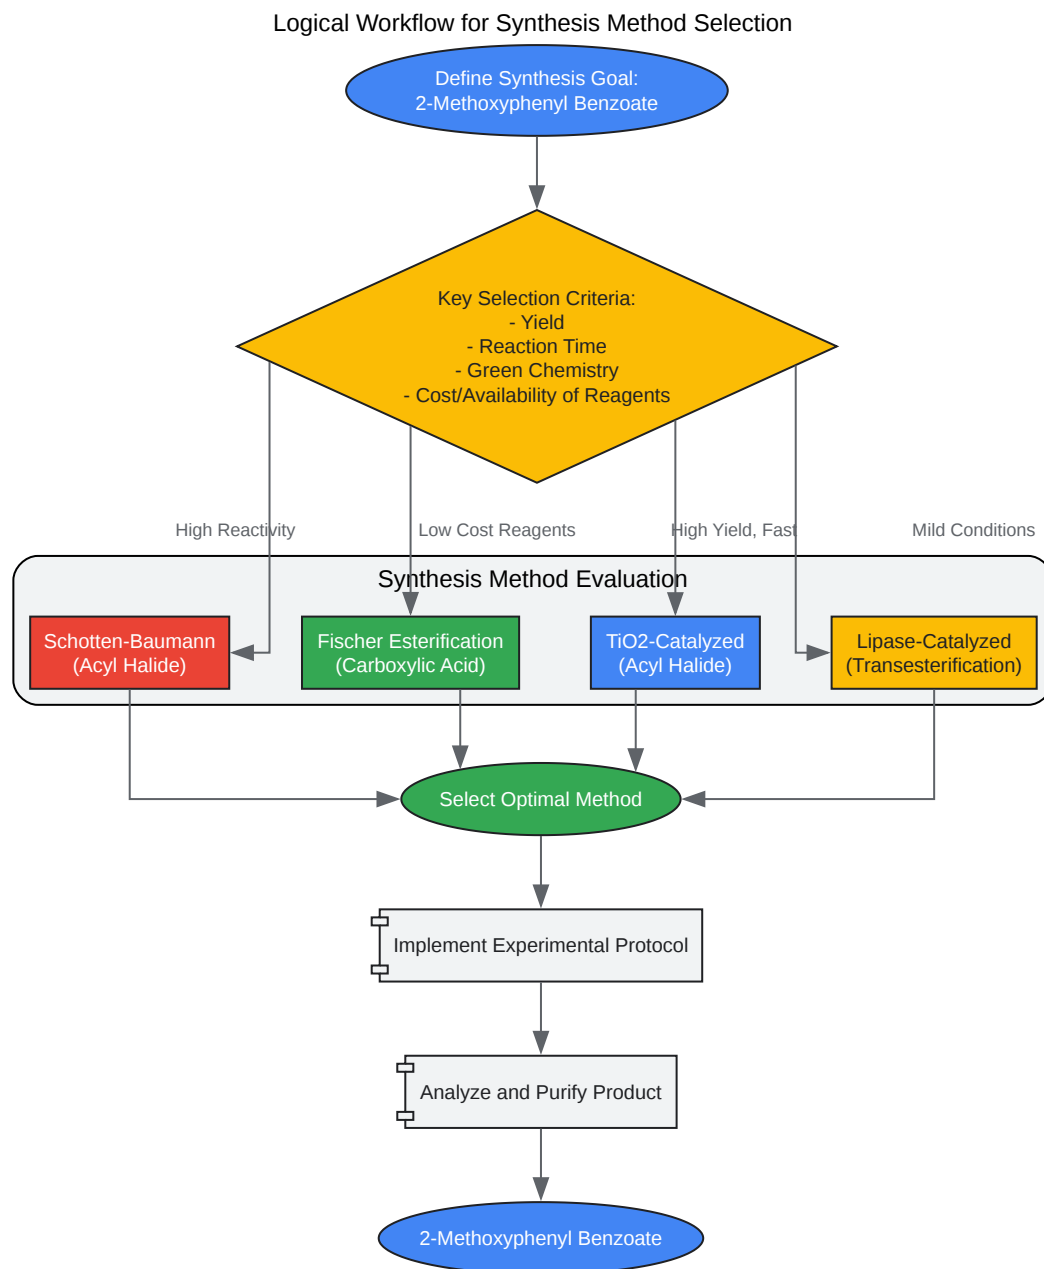 Logical Workflow for Synthesis Method Selection
Define Synthesis Goal:
2-Methoxyphenyl Benzoate
Key Selection Criteria:
- Yield
- Reaction Time
- Green Chemistry
- Cost/Availability of Reagents
High Reactivity
Low Cost Reagents
High Yield, Fast
Mild Conditions
Synthesis Method Evaluation
Schotten-Baumann
(Acyl Halide)
Fischer Esterification
(Carboxylic Acid)
TiO2-Catalyzed
(Acyl Halide)
Lipase-Catalyzed
(Transesterification)
Select Optimal Method
Implement Experimental Protocol
Analyze and Purify Product
2-Methoxyphenyl Benzoate